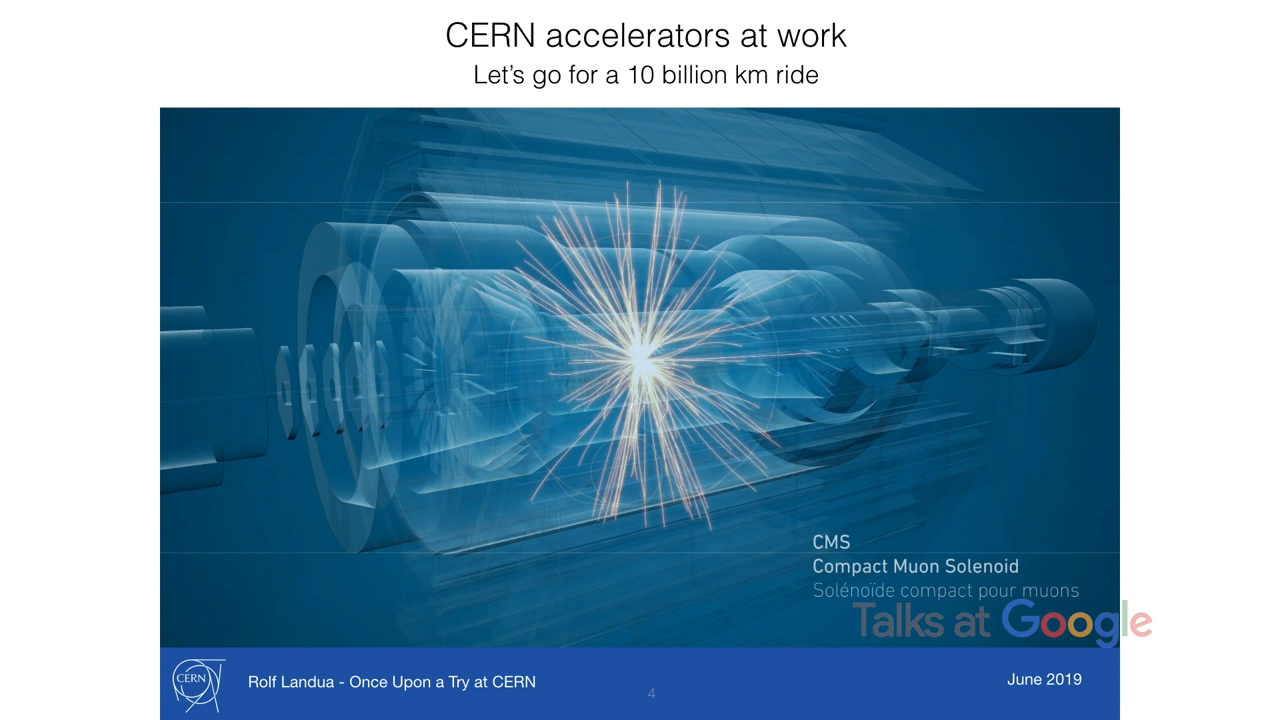 CERN accelerators at work
Let's go for a 10 billion km ride
CMS
Compact Muon Solenoid
Solénoïde compact pour muons
Talks at Google
CERN
Rolf Landua - Once Upon a Try at CERN
4
June 2019